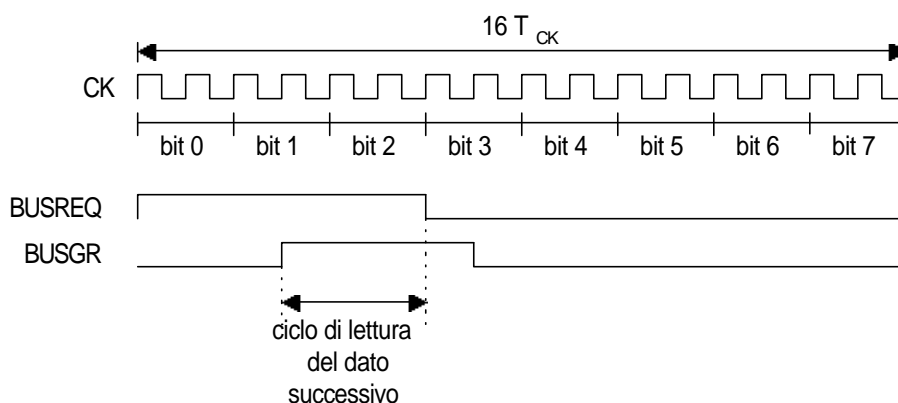 16 T CK
CK
bit 0 bit 1 bit 2 bit 3 bit 4 bit 5 bit 6 bit 7
BUSREQ
BUSGR
ciclo di lettura
del dato
successivo